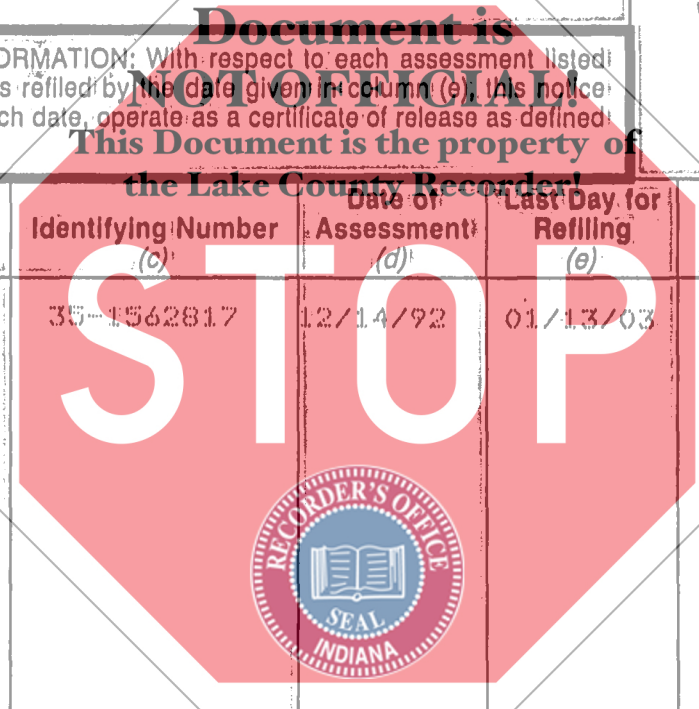 Document is
ORMATION: With respect to each assessment listed
s refiled by the date given in column (e), this notice
NOT OFFICIAL!
ch date, operate as a certificate of release as defined
This Document is the property of
the Lake County Recorder!
Identifying Number
(c)
Date of
Assessment
(d)
Last Day for
Refiling
(e)
35-1562817
12/14/92
01/13/03
STOP
RECORDER'S OFFICE
SEAL
INDIANA